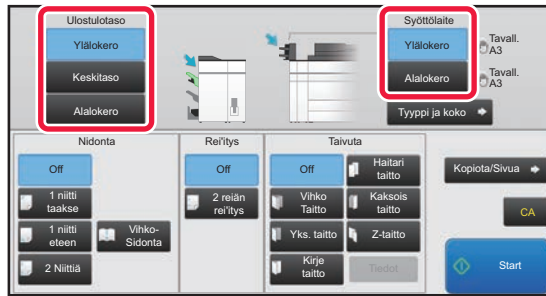 Ulostulotaso
Ylälokero
Keskitaso
Alalokero
Syöttölaite
Ylälokero
Tavall.
A3
Alalokero
Tavall.
A3
Tyyppi ja koko
Nidonta
Off
1 niitti
taakse
1 niitti
eteen
Vihko-
Sidonta
2 Niittiä
Rei'itys
Off
2 reiän
rei'itys
Taivuta
Off
Haitari
taitto
Vihko
Taitto
Kaksois
taitto
Yks. taitto
Z-taitto
Kirje
taitto
Tiedot
Kopiota/Sivua
CA
Start